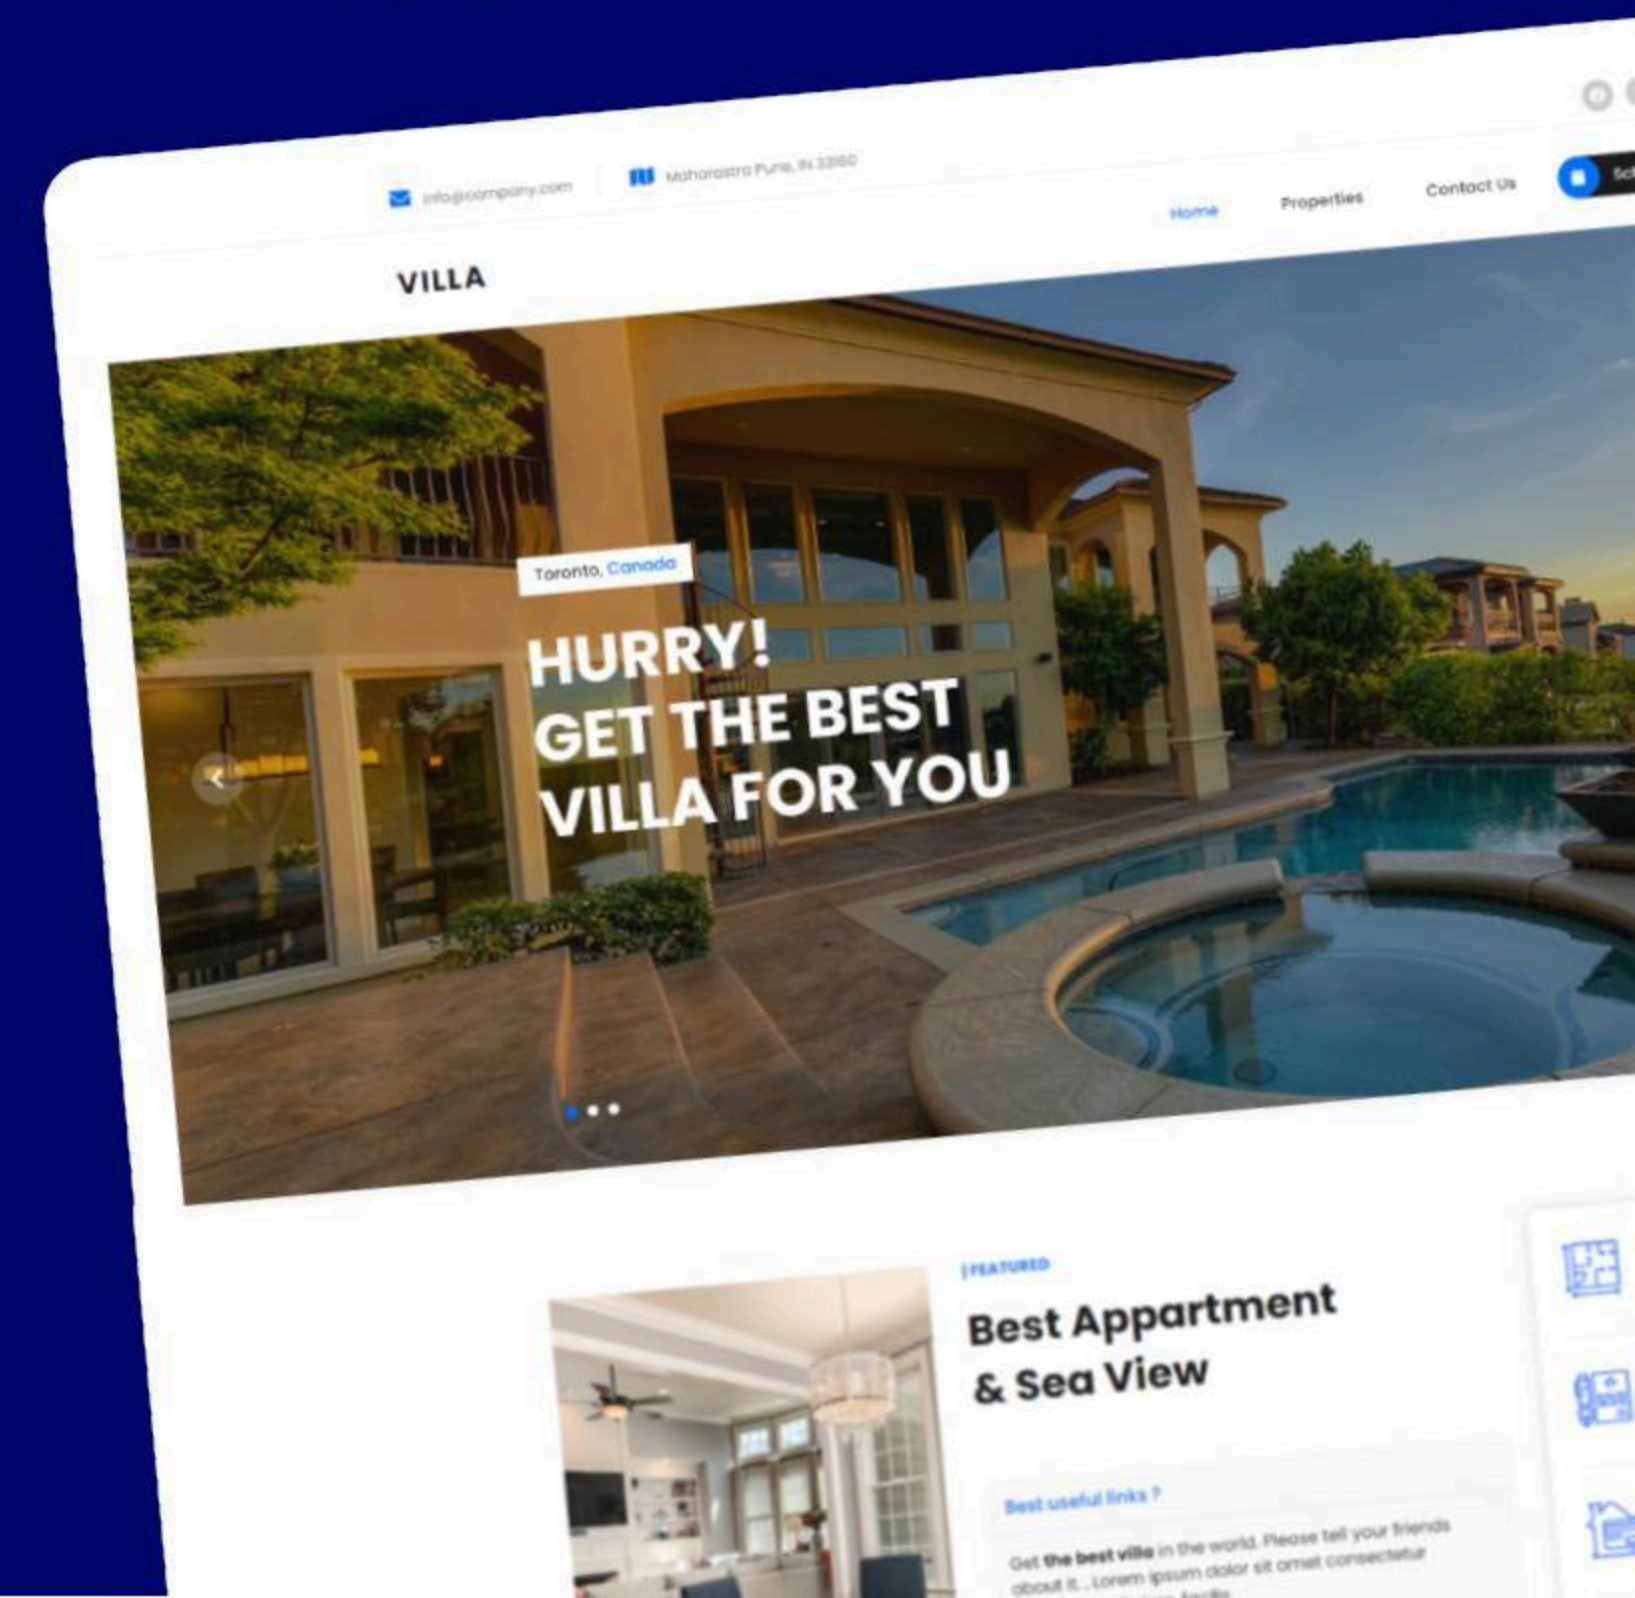 info@company.com
Maharastra Pune, IN 33160
Home
Properties
Contact Us
VILLA
Toronto, Canada
HURRY!
GET THE BEST
VILLA FOR YOU
| FEATURED
Best Appartment
& Sea View
Best useful links ?
Get the best villa in the world. Please tell your friends
about it. , Lorem ipsum dolor sit amet consectetur